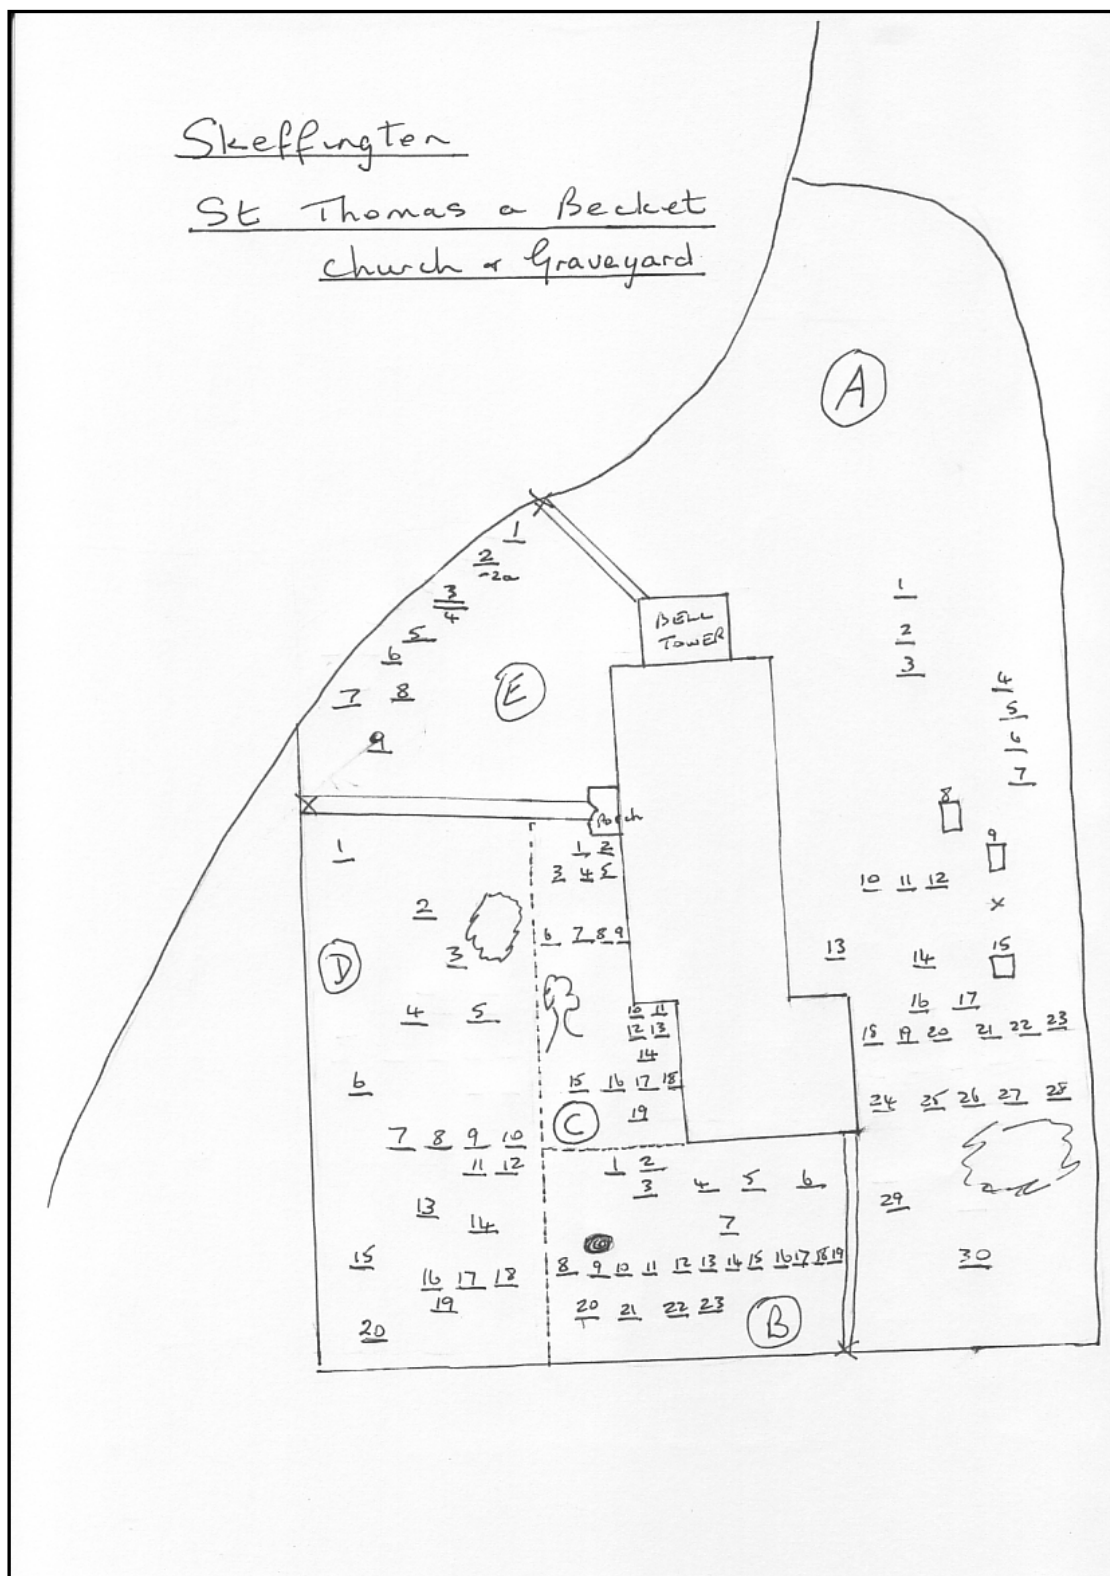 Skeffington
St Thomas a Becket
church & Graveyard
A
1
2
-2a
3
4
5
6
7 8
9
E
BELL
TOWER
1
2
3
4
5
6
7
8
9
10 11 12
x
13
14
15
16 17
18 19 20 21 22 23
24 25 26 27 28
29
30
Porch
1 2
3 4 5
6 7 8 9
10 11
12 13
14
15 16 17 18
19
C
D
1
2
3
4 5
6
7 8 9 10
11 12
13
14
15
16 17 18
19
20
1 2
3
4 5 6
7
8 9 10 11 12 13 14 15 16 17 18 19
20 21 22 23
B